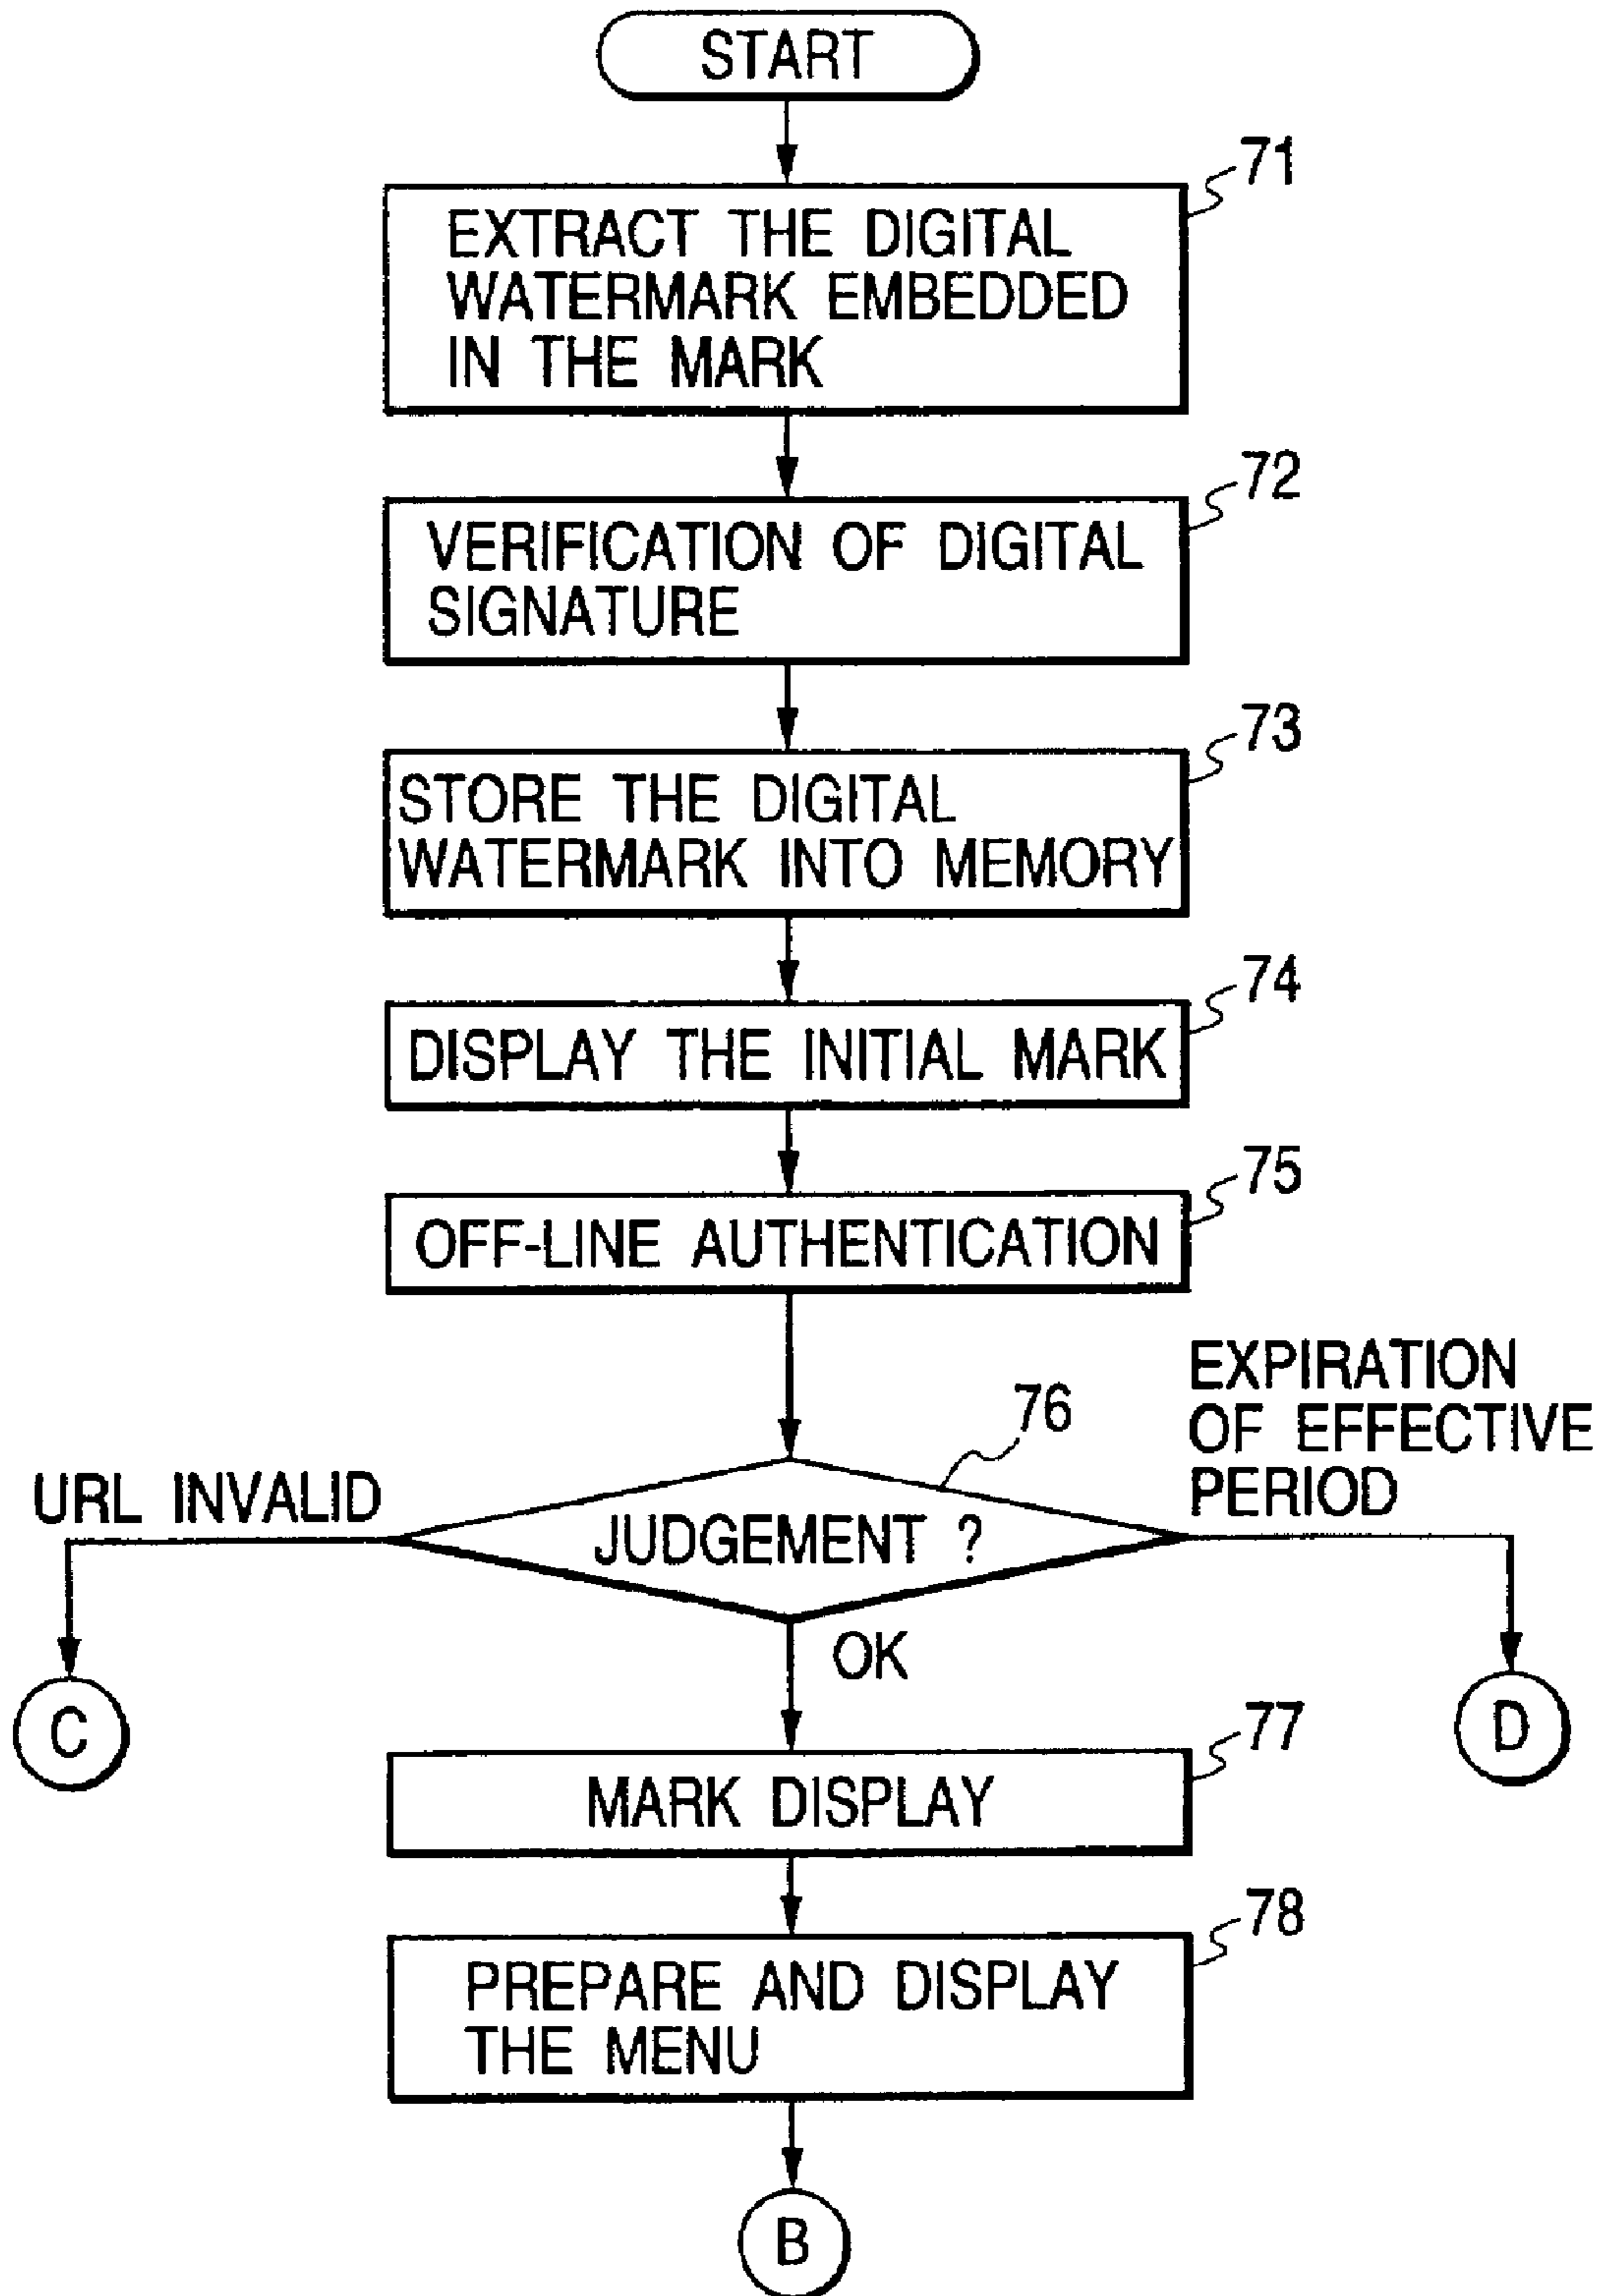 START
71
EXTRACT THE DIGITAL
WATERMARK EMBEDDED
IN THE MARK
72
VERIFICATION OF DIGITAL
SIGNATURE
73
STORE THE DIGITAL
WATERMARK INTO MEMORY
74
DISPLAY THE INITIAL MARK
75
OFF-LINE AUTHENTICATION
76
EXPIRATION
OF EFFECTIVE
PERIOD
URL INVALID
JUDGEMENT ?
OK
C
D
77
MARK DISPLAY
78
PREPARE AND DISPLAY
THE MENU
B